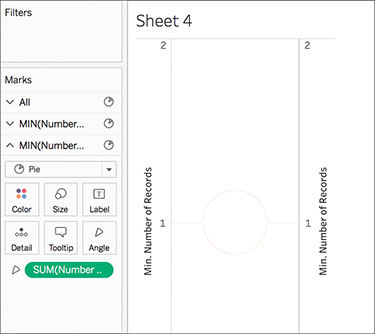 Filters
Marks
All
MIN(Number...
MIN(Number...
Pie
Color
Size
Label
Detail
Tooltip
Angle
SUM(Number ..
Sheet 4
2
2
Min. Number of Records
1
1
Min. Number of Records